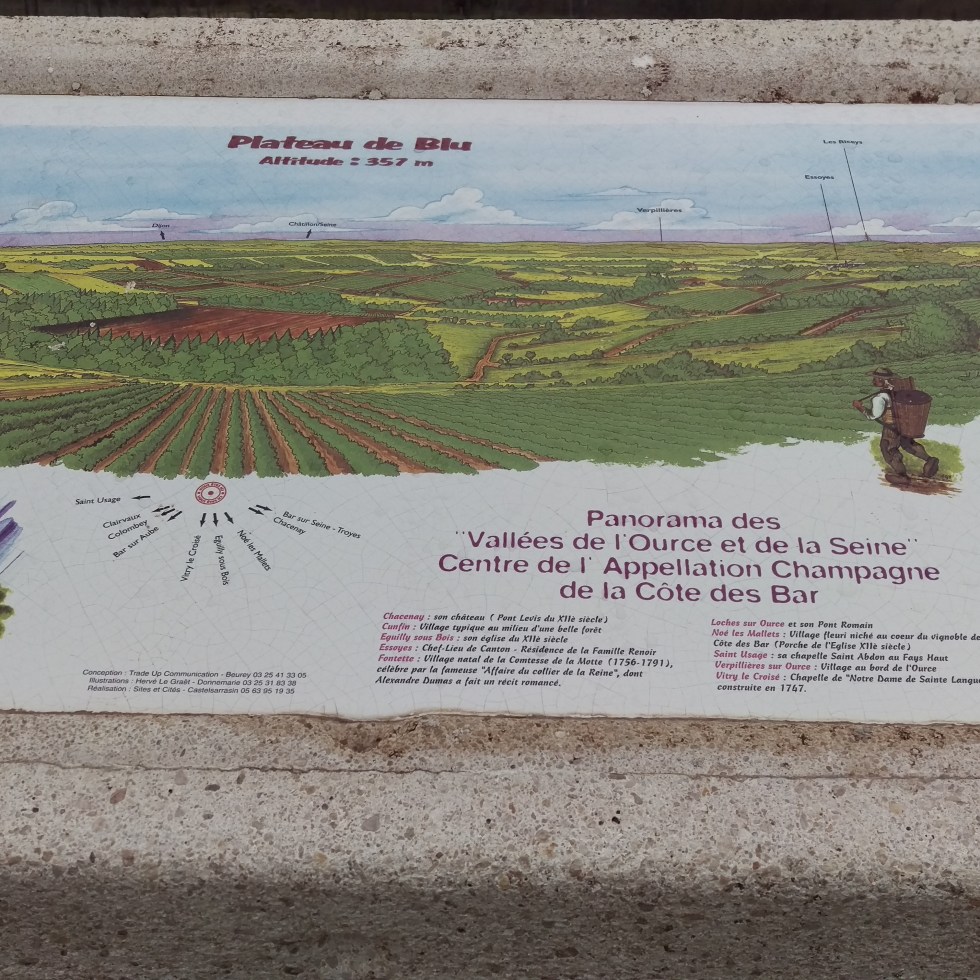 Plateau de Blu
Altitude : 357 m
Les Riceys
Essoyes
Verpillières
Dijon
Châtillon/Seine
Saint Usage
Clairvaux
Colombey
Bar sur Aube
Vitry le Croisé
Eguilly sous Bois
Noé les Mallets
Bar sur Seine - Troyes
Chacenay
Panorama des
"Vallées de l'Ource et de la Seine"
Centre de l' Appellation Champagne
de la Côte des Bar
Chacenay : son château ( Pont Levis du XIIè siècle)
Cunfin : Village typique au milieu d'une belle forêt
Eguilly sous Bois : son église du XIIè siècle
Essoyes : Chef-Lieu de Canton - Résidence de la Famille Renoir
Fontette : Village natal de la Comtesse de la Motte (1756-1791),
célèbre par la fameuse "Affaire du collier de la Reine", dont
Alexandre Dumas a fait un récit romancé.
Loches sur Ource et son Pont Romain
Noé les Mallets : Village fleuri niché au coeur du vignoble de
Côte des Bar (Porche de l'Eglise XIIè siècle)
Saint Usage : sa chapelle Saint Abdon au Fays Haut
Verpillières sur Ource : Village au bord de l'Ource
Vitry le Croisé : Chapelle de "Notre Dame de Sainte Langu
construite en 1747.
Conception : Trade Up Communication - Beurey 03 25 41 33 05
Illustrations : Hervé Le Graët - Donnemarie 03 25 31 83 38
Réalisation : Sites et Cités - Castelsarrasin 05 63 95 19 35